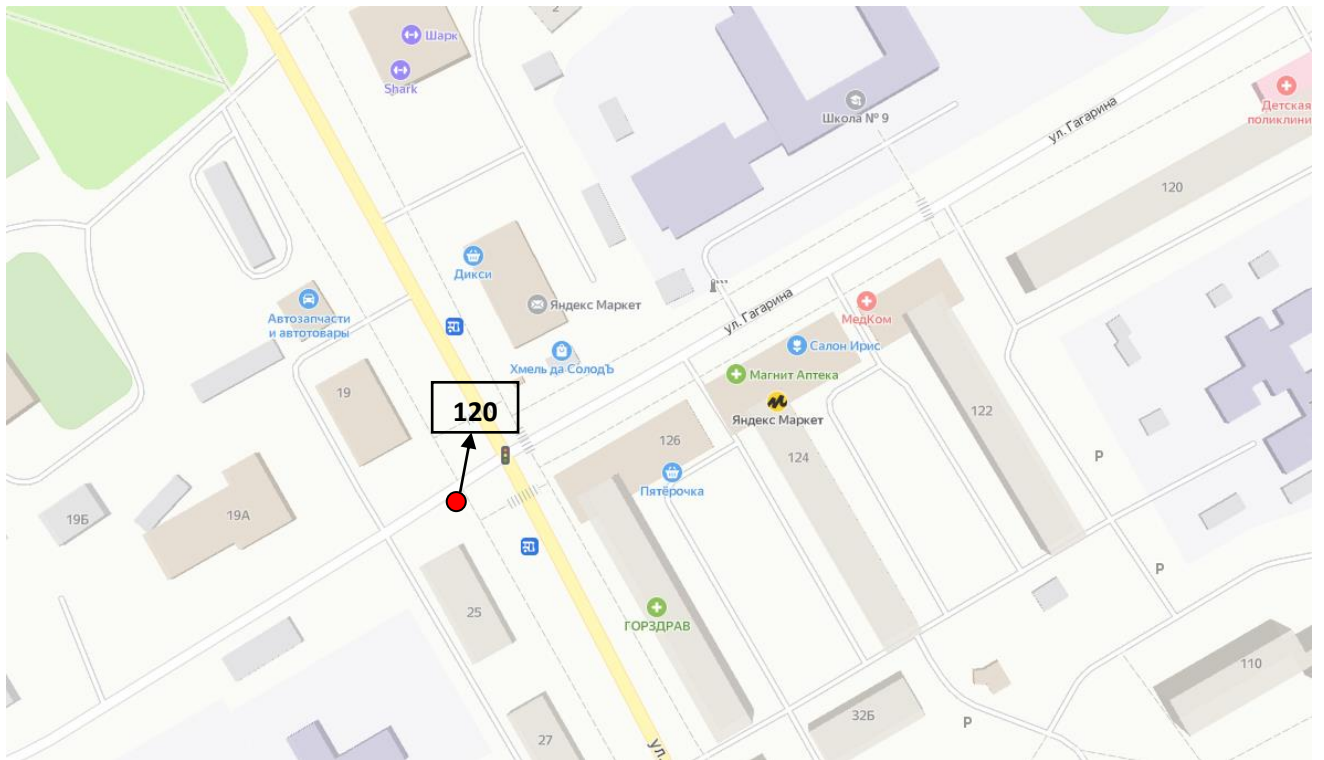 2
Шарк
Shark
Школа № 9
ул. Гагарина
Детская
поликлини
120
Дикси
Яндекс Маркет
Автозапчасти
и автотовары
ул. Гагарина
МедКом
Хмель да СолодЪ
Салон Ирис
Магнит Аптека
19
120
Яндекс Маркет
122
126
124
Р
Пятёрочка
19Б
19А
Р
25
ГОРЗДРАВ
110
32Б
Р
27
Ул.